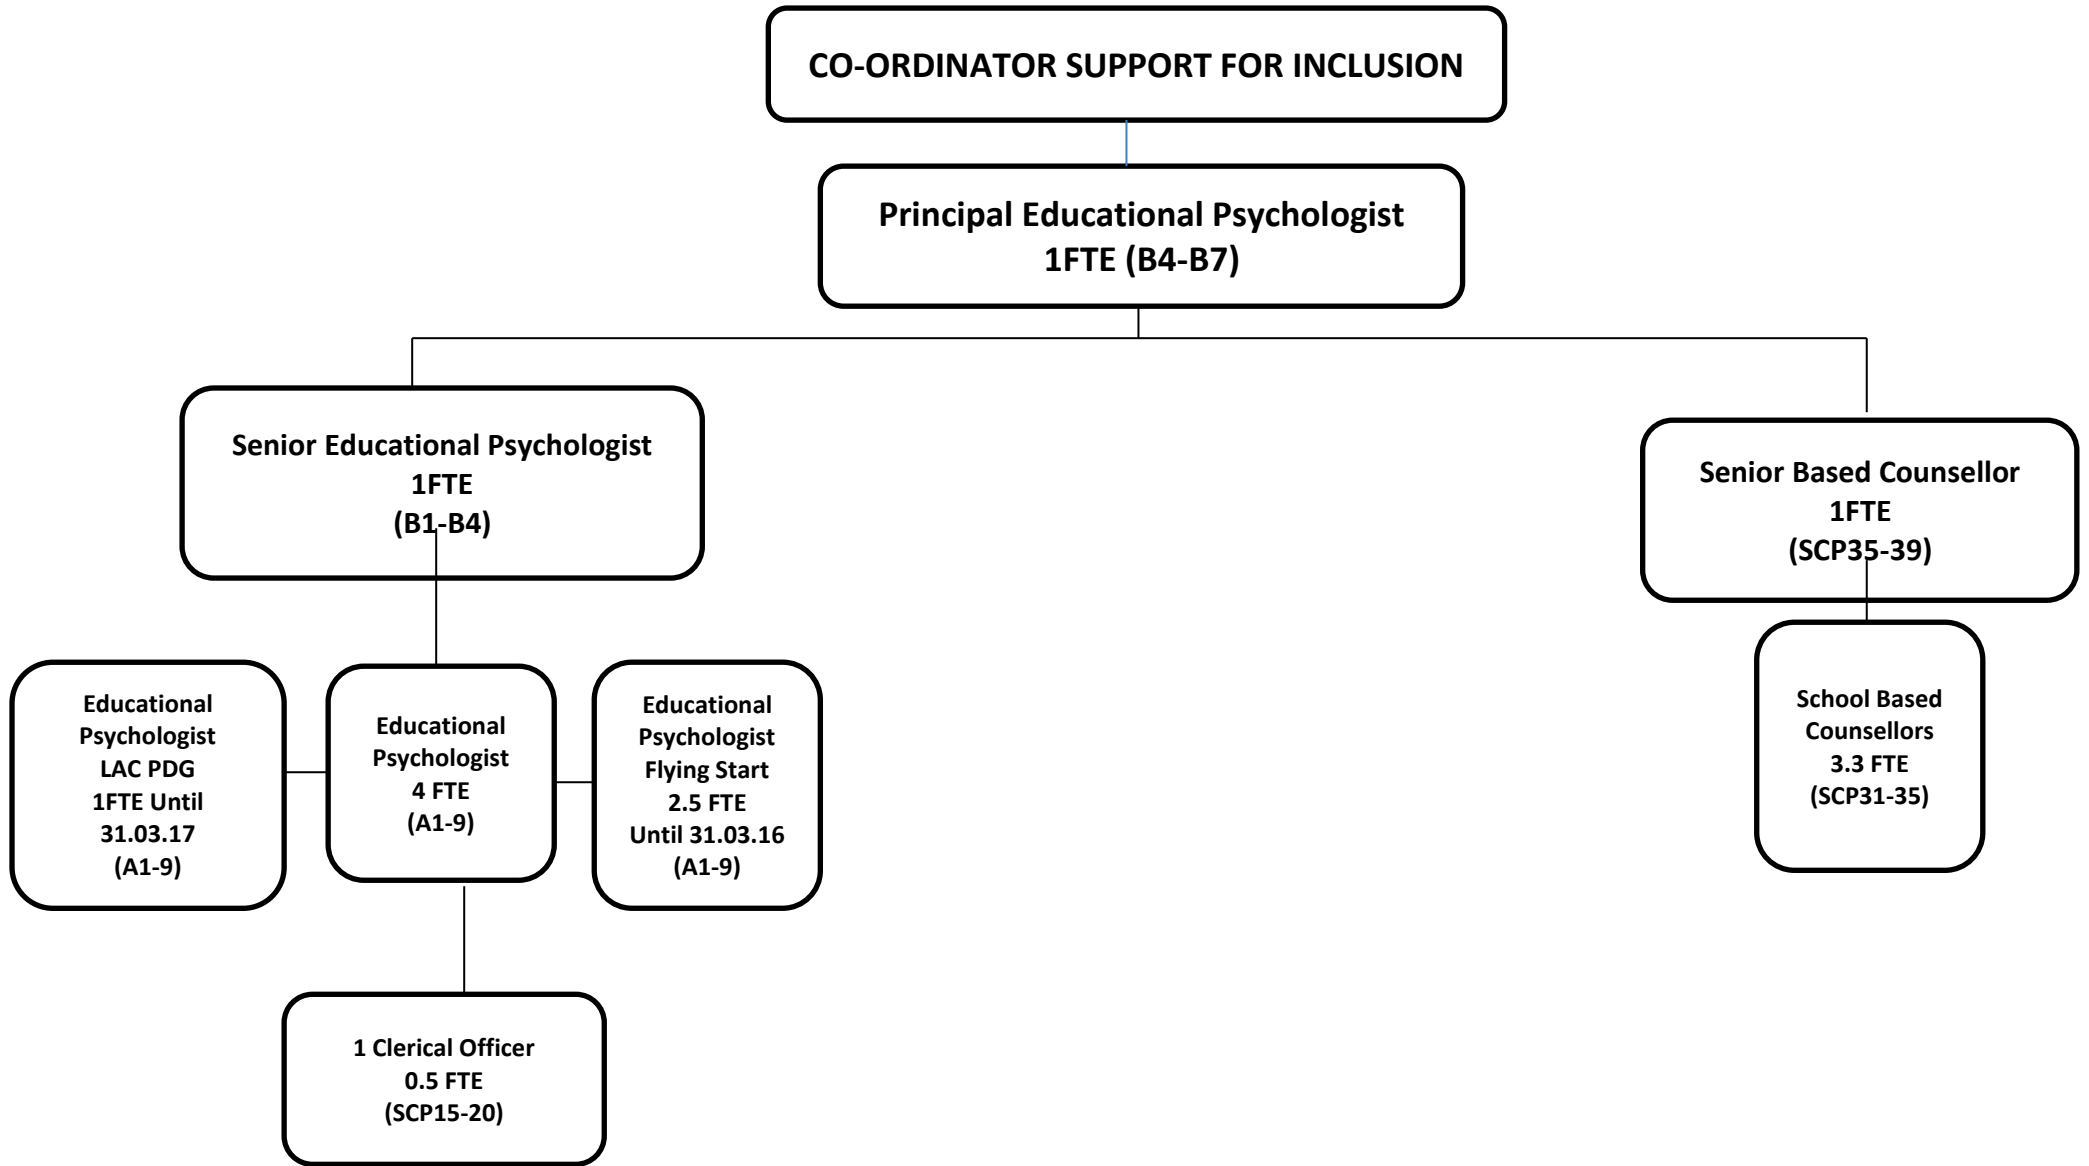 CO-ORDINATOR SUPPORT FOR INCLUSION
Principal Educational Psychologist
1FTE (B4-B7)
Senior Educational Psychologist
1FTE
(B1-B4)
Senior Based Counsellor
1FTE
(SCP35-39)
Educational
Psychologist
LAC PDG
1FTE Until
31.03.17
(A1-9)
Educational
Psychologist
4 FTE
(A1-9)
Educational
Psychologist
Flying Start
2.5 FTE
Until 31.03.16
(A1-9)
School Based
Counsellors
3.3 FTE
(SCP31-35)
1 Clerical Officer
0.5 FTE
(SCP15-20)